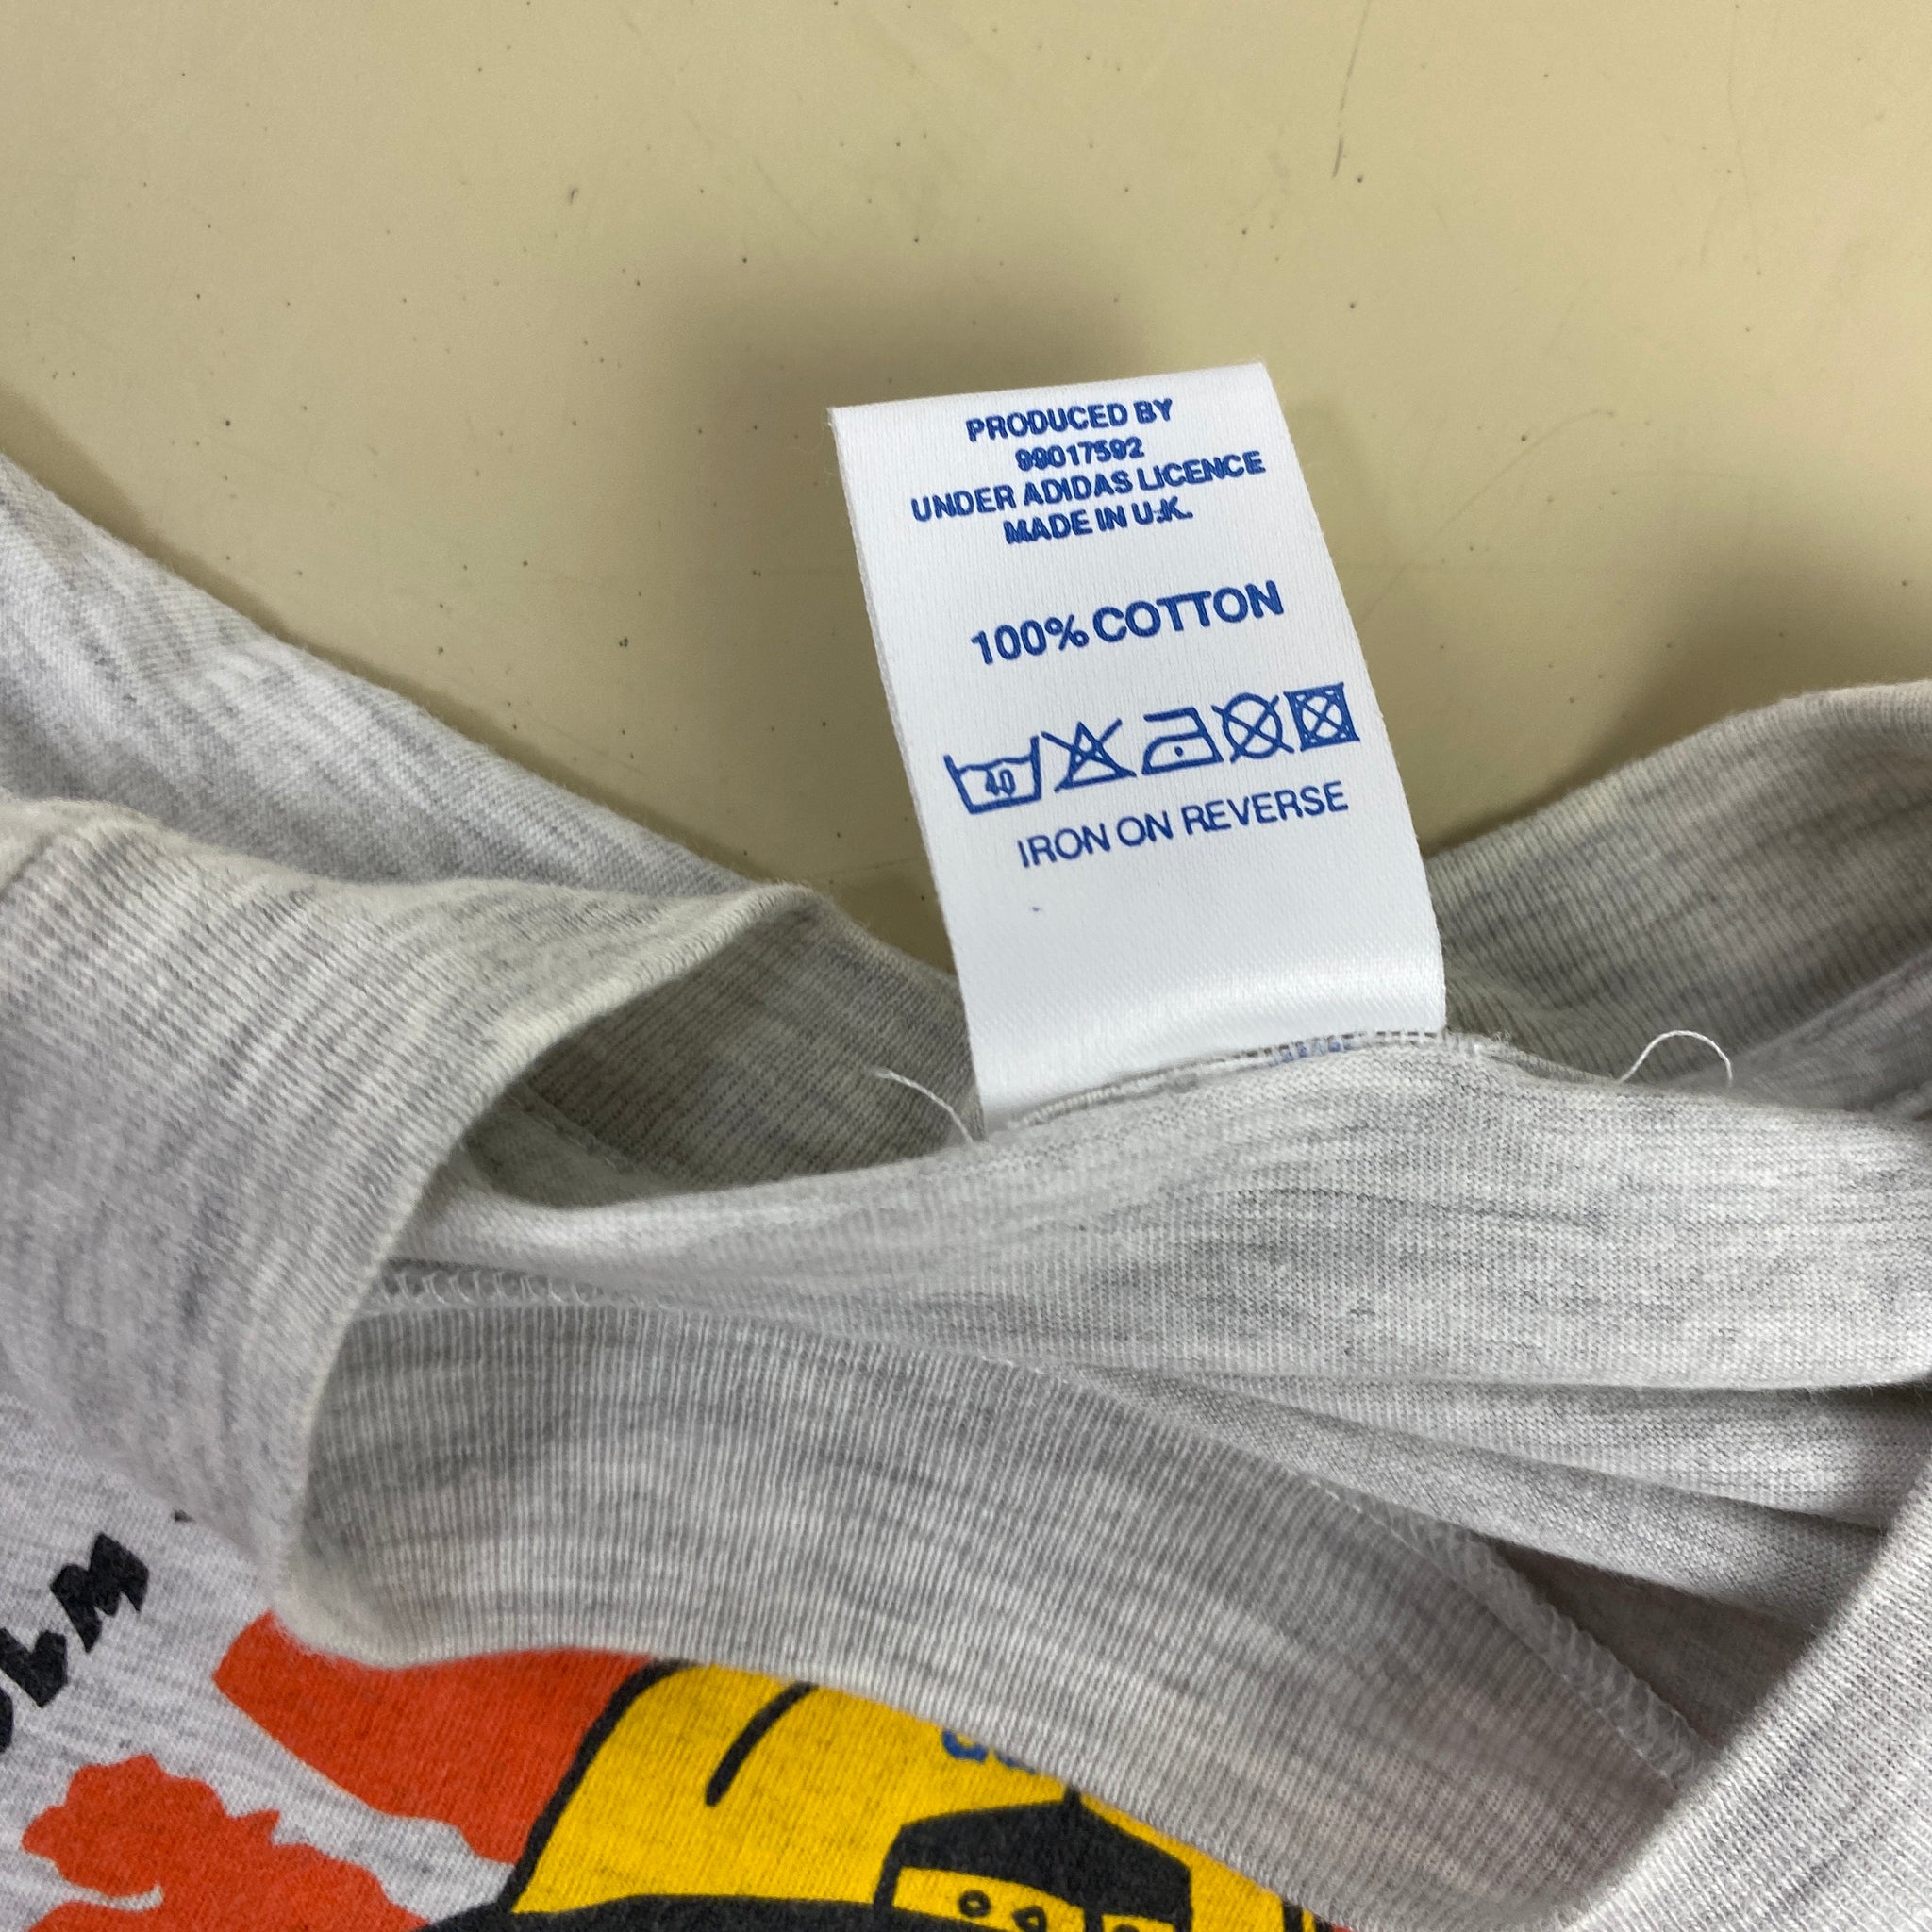 PRODUCED BY
99017592
UNDER ADIDAS LICENCE
MADE IN U.K.
100% COTTON
40
IRON ON REVERSE